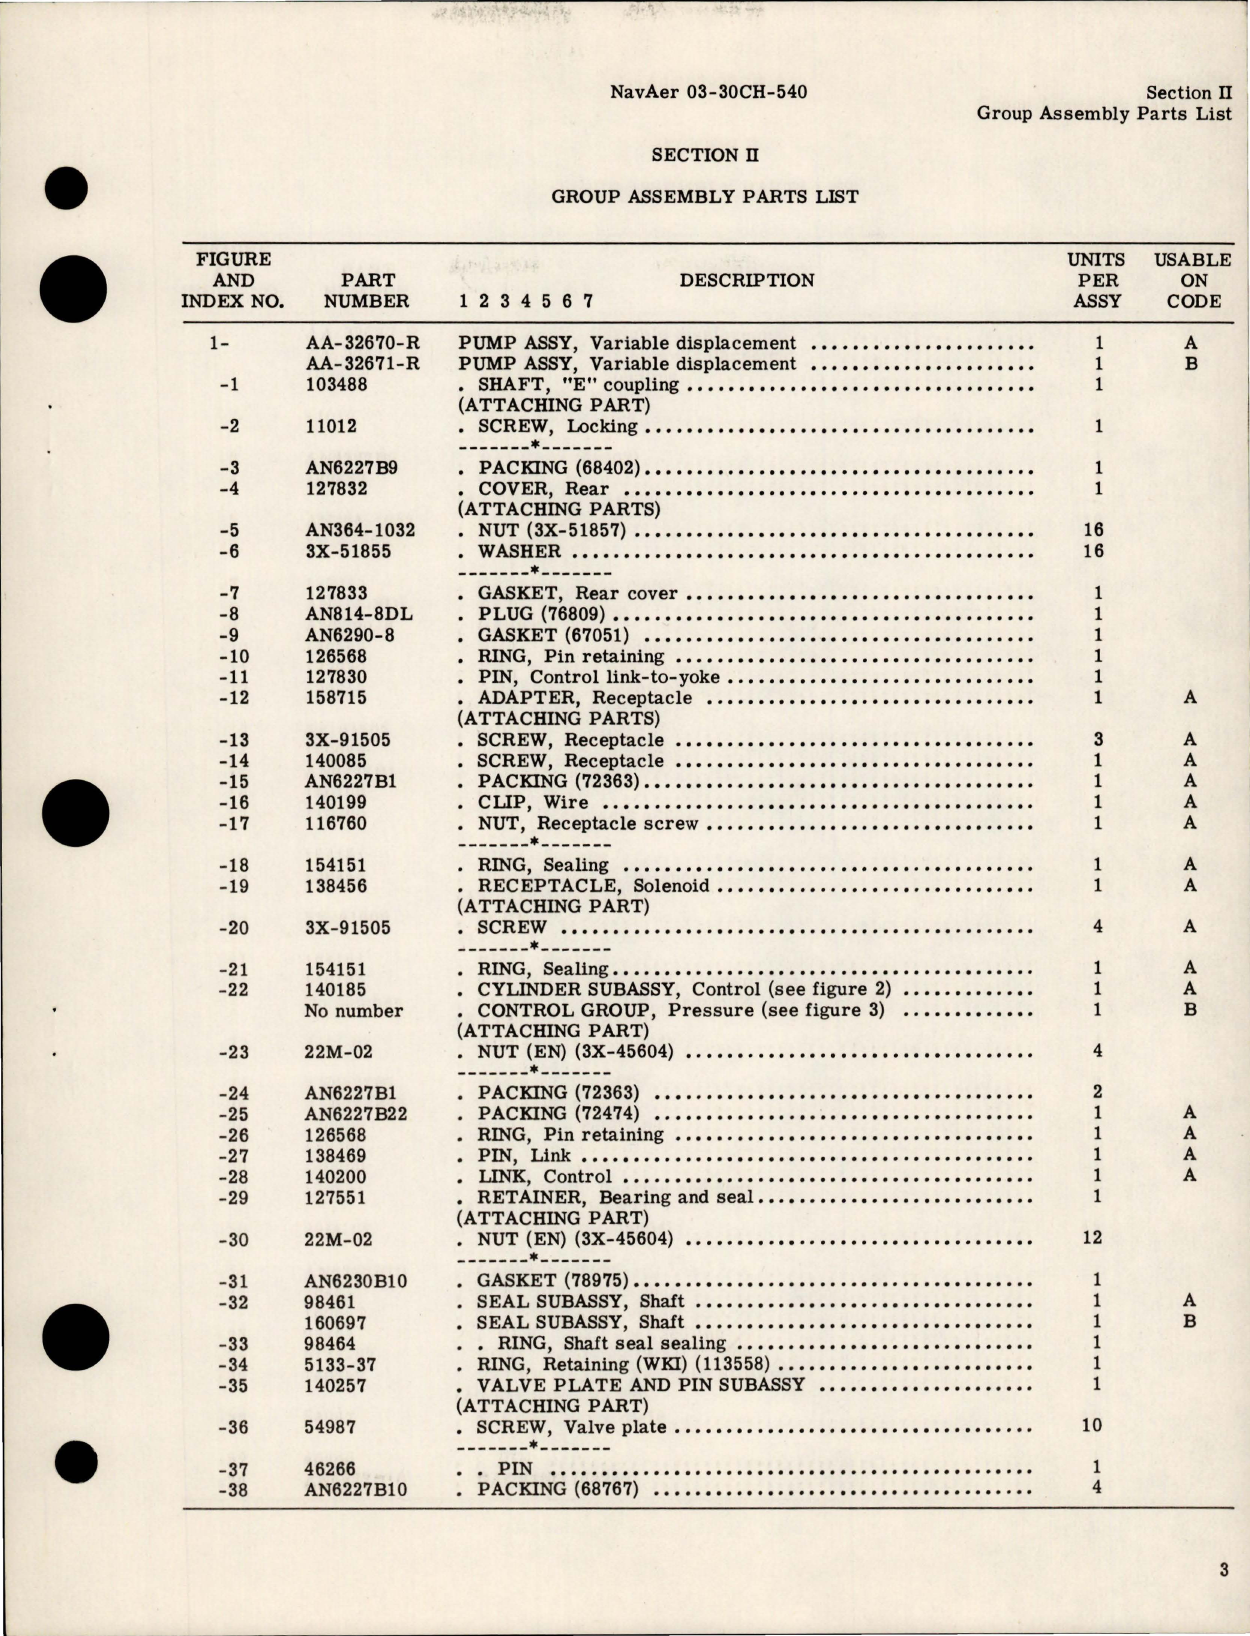 NavAer 03-30CH-540
Section II
Group Assembly Parts List
SECTION II
GROUP ASSEMBLY PARTS LIST
FIGURE AND INDEX NO. PART NUMBER 1 2 3 4 5 6 7 DESCRIPTION UNITS PER ASSY USABLE ON CODE
1- AA-32670-R PUMP ASSY, Variable displacement ...................... 1 A
AA-32671-R PUMP ASSY, Variable displacement ...................... 1 B
-1 103488 . SHAFT, "E" coupling .................................. 1
(ATTACHING PART)
-2 11012 . SCREW, Locking ...................................... 1
-------*-------
-3 AN6227B9 . PACKING (68402) ...................................... 1
-4 127832 . COVER, Rear ........................................ 1
(ATTACHING PARTS)
-5 AN364-1032 . NUT (3X-51857) ....................................... 16
-6 3X-51855 . WASHER ............................................. 16
-------*-------
-7 127833 . GASKET, Rear cover .................................. 1
-8 AN814-8DL . PLUG (76809) ......................................... 1
-9 AN6290-8 . GASKET (67051) ...................................... 1
-10 126568 . RING, Pin retaining ................................... 1
-11 127830 . PIN, Control link-to-yoke .............................. 1
-12 158715 . ADAPTER, Receptacle ................................ 1 A
(ATTACHING PARTS)
-13 3X-91505 . SCREW, Receptacle ................................... 3 A
-14 140085 . SCREW, Receptacle ................................... 1 A
-15 AN6227B1 . PACKING (72363) ...................................... 1 A
-16 140199 . CLIP, Wire .......................................... 1 A
-17 116760 . NUT, Receptacle screw ................................ 1 A
-------*-------
-18 154151 . RING, Sealing ........................................ 1 A
-19 138456 . RECEPTACLE, Solenoid ............................... 1 A
(ATTACHING PART)
-20 3X-91505 . SCREW .............................................. 4 A
-------*-------
-21 154151 . RING, Sealing ......................................... 1 A
-22 140185 . CYLINDER SUBASSY, Control (see figure 2) ............. 1 A
No number . CONTROL GROUP, Pressure (see figure 3) ............. 1 B
(ATTACHING PART)
-23 22M-02 . NUT (EN) (3X-45604) .................................. 4
-------*-------
-24 AN6227B1 . PACKING (72363) ..................................... 2
-25 AN6227B22 . PACKING (72474) ..................................... 1 A
-26 126568 . RING, Pin retaining ................................... 1 A
-27 138469 . PIN, Link ............................................ 1 A
-28 140200 . LINK, Control ........................................ 1 A
-29 127551 . RETAINER, Bearing and seal ........................... 1
(ATTACHING PART)
-30 22M-02 . NUT (EN) (3X-45604) .................................. 12
-------*-------
-31 AN6230B10 . GASKET (78975) ....................................... 1
-32 98461 . SEAL SUBASSY, Shaft ................................. 1 A
160697 . SEAL SUBASSY, Shaft ................................. 1 B
-33 98464 . . RING, Shaft seal sealing ............................. 1
-34 5133-37 . RING, Retaining (WKI) (113558) ......................... 1
-35 140257 . VALVE PLATE AND PIN SUBASSY ..................... 1
(ATTACHING PART)
-36 54987 . SCREW, Valve plate ................................... 10
-------*-------
-37 46266 . . PIN ............................................... 1
-38 AN6227B10 . PACKING (68767) ..................................... 4
3